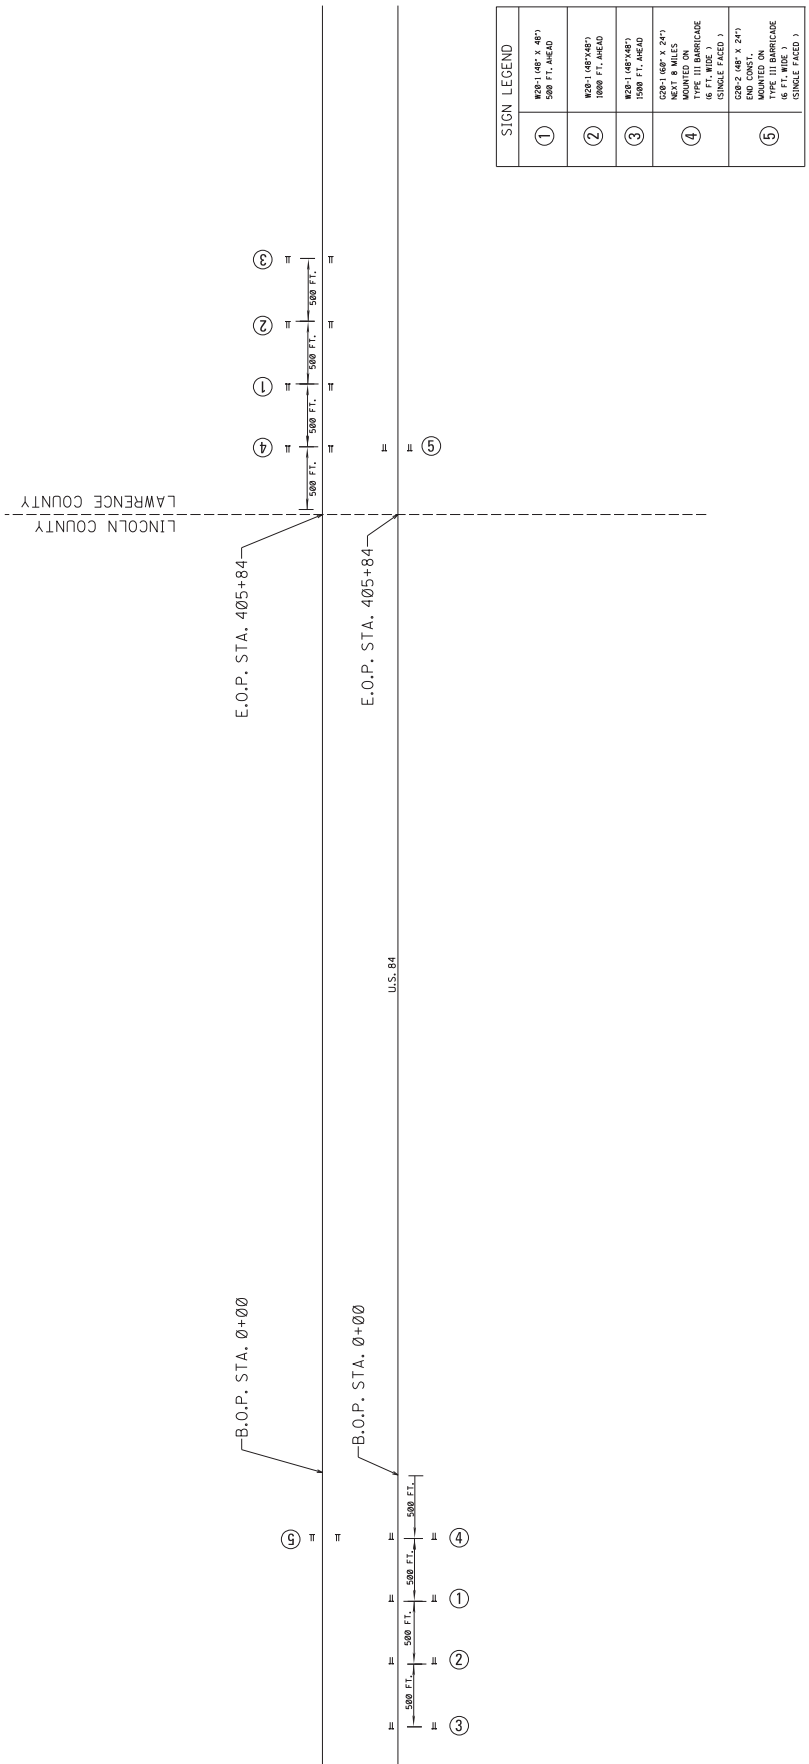 SIGN LEGEND
1
W20-1 (48" X 48")
500 FT. AHEAD
2
W20-1 (48"X48")
1000 FT. AHEAD
3
W20-1 (48"X48")
1500 FT. AHEAD
4
G20-1 (60" X 24")
NEXT 8 MILES
MOUNTED ON
TYPE III BARRICADE
(6 FT. WIDE )
(SINGLE FACED )
5
G20-2 (48" X 24")
END CONST.
MOUNTED ON
TYPE III BARRICADE
(6 FT. WIDE )
(SINGLE FACED )
3
500 FT.
2
500 FT.
1
500 FT.
4
500 FT.
5
LAWRENCE COUNTY
LINCOLN COUNTY
E.O.P. STA. 405+84
E.O.P. STA. 405+84
U.S. 84
B.O.P. STA. 0+00
B.O.P. STA. 0+00
5
500 FT.
4
500 FT.
1
500 FT.
2
500 FT.
3